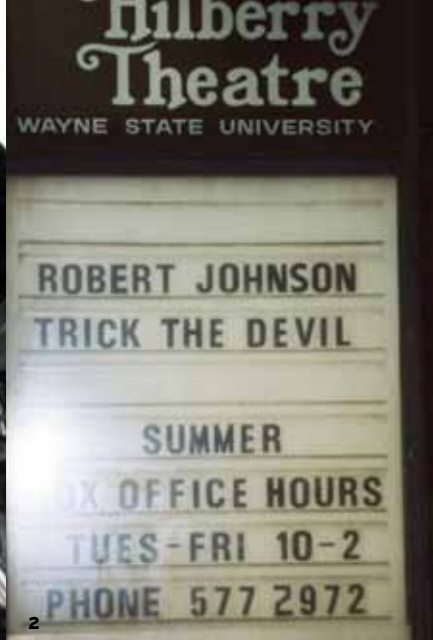 Hilberry
Theatre
WAYNE STATE UNIVERSITY
ROBERT JOHNSON
TRICK THE DEVIL
SUMMER
OX OFFICE HOURS
TUES-FRI 10-2
PHONE 577 2972
2